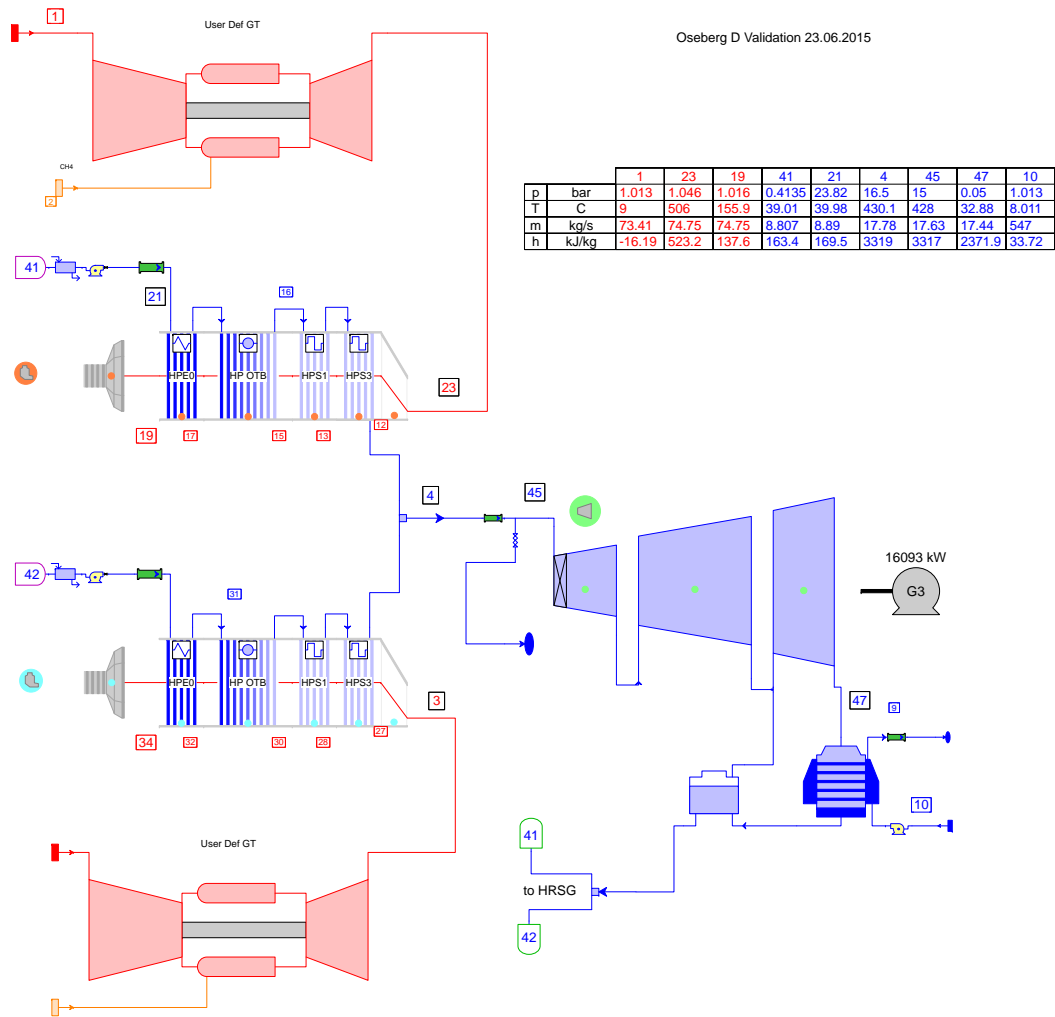 1
User Def GT
Oseberg D Validation 23.06.2015
CH4
2
1 23 19 41 21 4 45 47 10
p bar 1.013 1.046 1.016 0.4135 23.82 16.5 15 0.05 1.013
T C 9 506 155.9 39.01 39.98 430.1 428 32.88 8.011
m kg/s 73.41 74.75 74.75 8.807 8.89 17.78 17.63 17.44 547
h kJ/kg -16.19 523.2 137.6 163.4 169.5 3319 3317 2371.9 33.72
41
21
16
HPE0 HP OTB HPS1 HPS3
23
19 17 15 13 12
4
45
16093 kW
G3
42
31
HPE0 HP OTB HPS1 HPS3
3
34 32 30 28 27
47
9
10
41
to HRSG
42
User Def GT